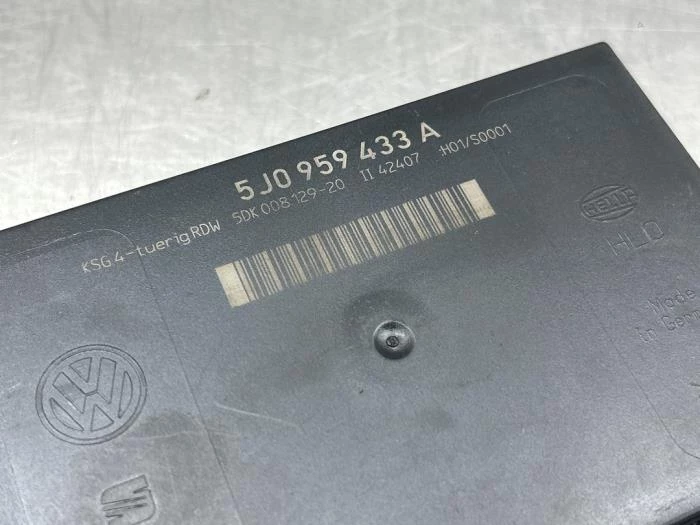 5J0 959 433 A
KSG 4-tuerig RDW 5DK 008 129-20 II 42407 :H01/S0001
HELLA
HLO
Made
in Germ